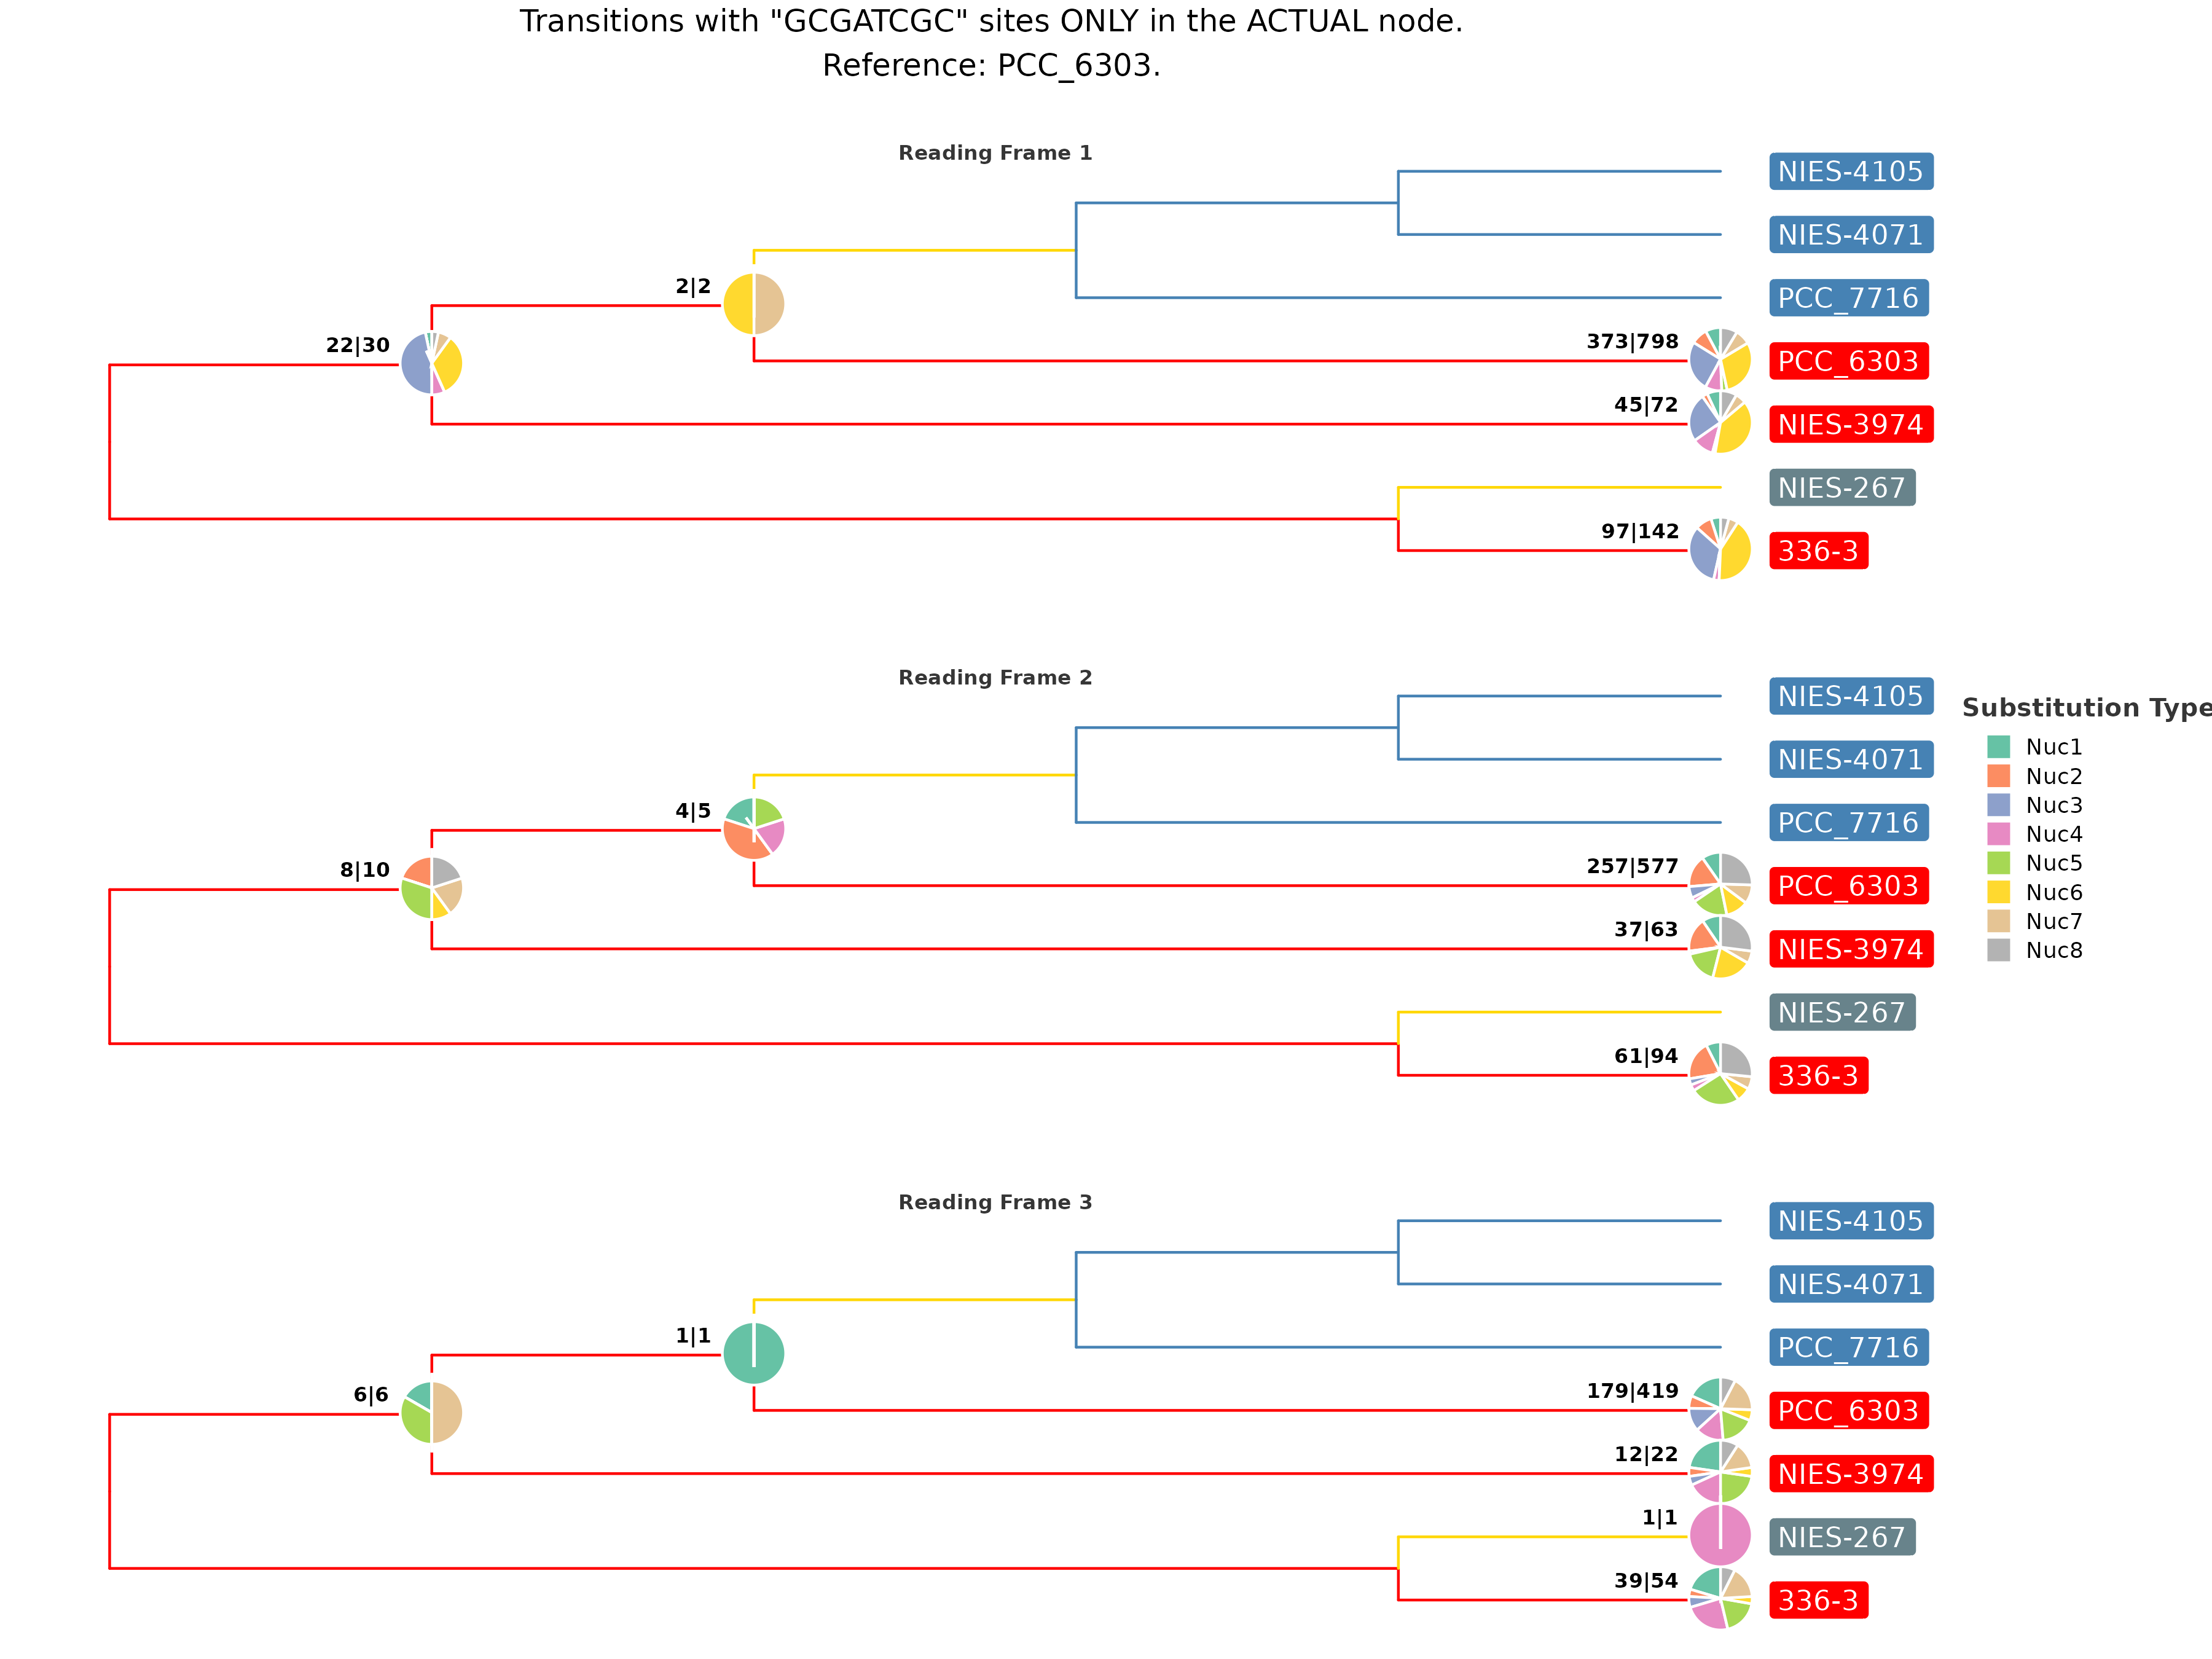 Transitions with "GCGATCGC" sites ONLY in the ACTUAL node.
Reference: PCC_6303.
Reading Frame 1
NIES-4105
NIES-4071
2|2
PCC_7716
22|30
373|798
PCC_6303
45|72
NIES-3974
NIES-267
97|142
336-3
Reading Frame 2
NIES-4105
Substitution Type
Nuc1
NIES-4071
Nuc2
Nuc3
4|5
PCC_7716
Nuc4
Nuc5
8|10
257|577
PCC_6303
Nuc6
Nuc7
37|63
NIES-3974
Nuc8
NIES-267
61|94
336-3
Reading Frame 3
NIES-4105
NIES-4071
1|1
PCC_7716
6|6
179|419
PCC_6303
12|22
NIES-3974
1|1
NIES-267
39|54
336-3